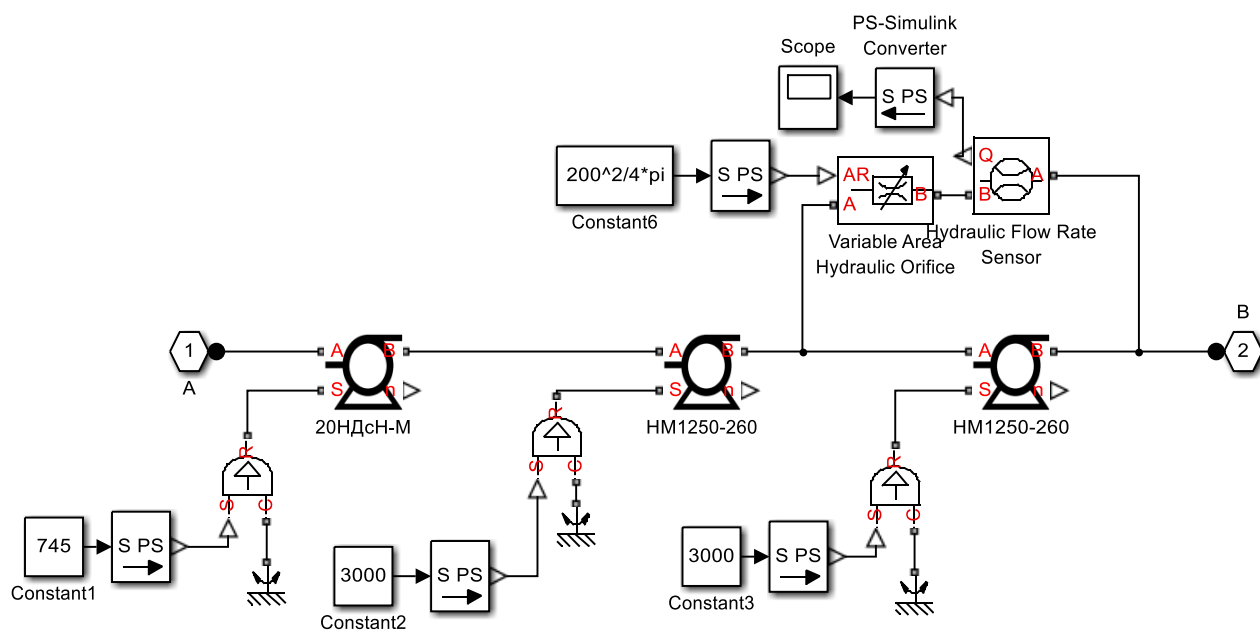 PS-Simulink
Converter
Scope
S PS
200^2/4*pi
S PS
Constant6
AR
A
B
Variable Area
Hydraulic Orifice
Q
B
A
Hydraulic Flow Rate
Sensor
1
A
A
B
S
n
20НДсН-М
A
B
S
n
НМ1250-260
A
B
S
n
НМ1250-260
B
2
R
S
C
R
S
C
R
S
C
745
S PS
Constant1
3000
S PS
Constant2
3000
S PS
Constant3